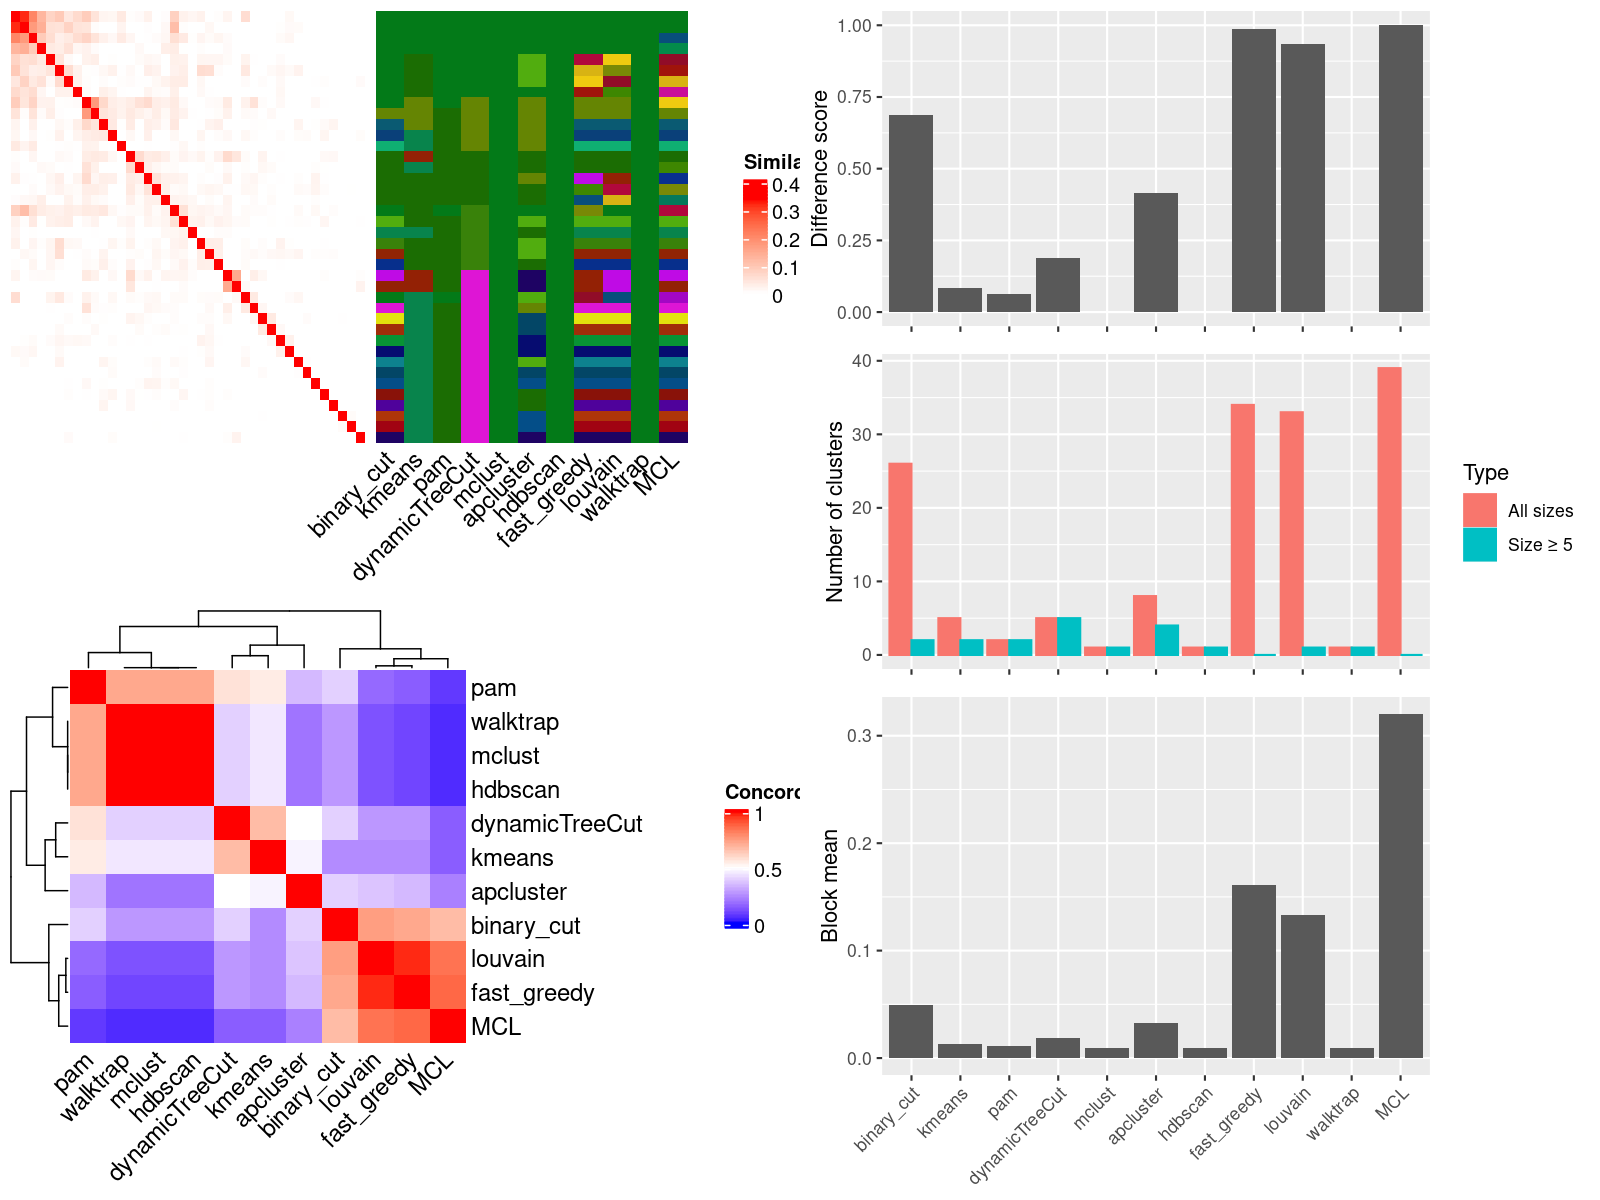 Simila
0.4
0.3
0.2
0.1
0
binary_cut
kmeans
pam
dynamicTreeCut
mclust
apcluster
hdbscan
fast_greedy
louvain
walktrap
MCL
pam
walktrap
mclust
hdbscan
dynamicTreeCut
kmeans
apcluster
binary_cut
louvain
fast_greedy
MCL
pam
walktrap
mclust
hdbscan
dynamicTreeCut
kmeans
apcluster
binary_cut
louvain
fast_greedy
MCL
Concord
1
0.5
0
Difference score
1.00
0.75
0.50
0.25
0.00
Number of clusters
40
30
20
10
0
Type
All sizes
Size ≥ 5
Block mean
0.3
0.2
0.1
0.0
binary_cut
kmeans
pam
dynamicTreeCut
mclust
apcluster
hdbscan
fast_greedy
louvain
walktrap
MCL